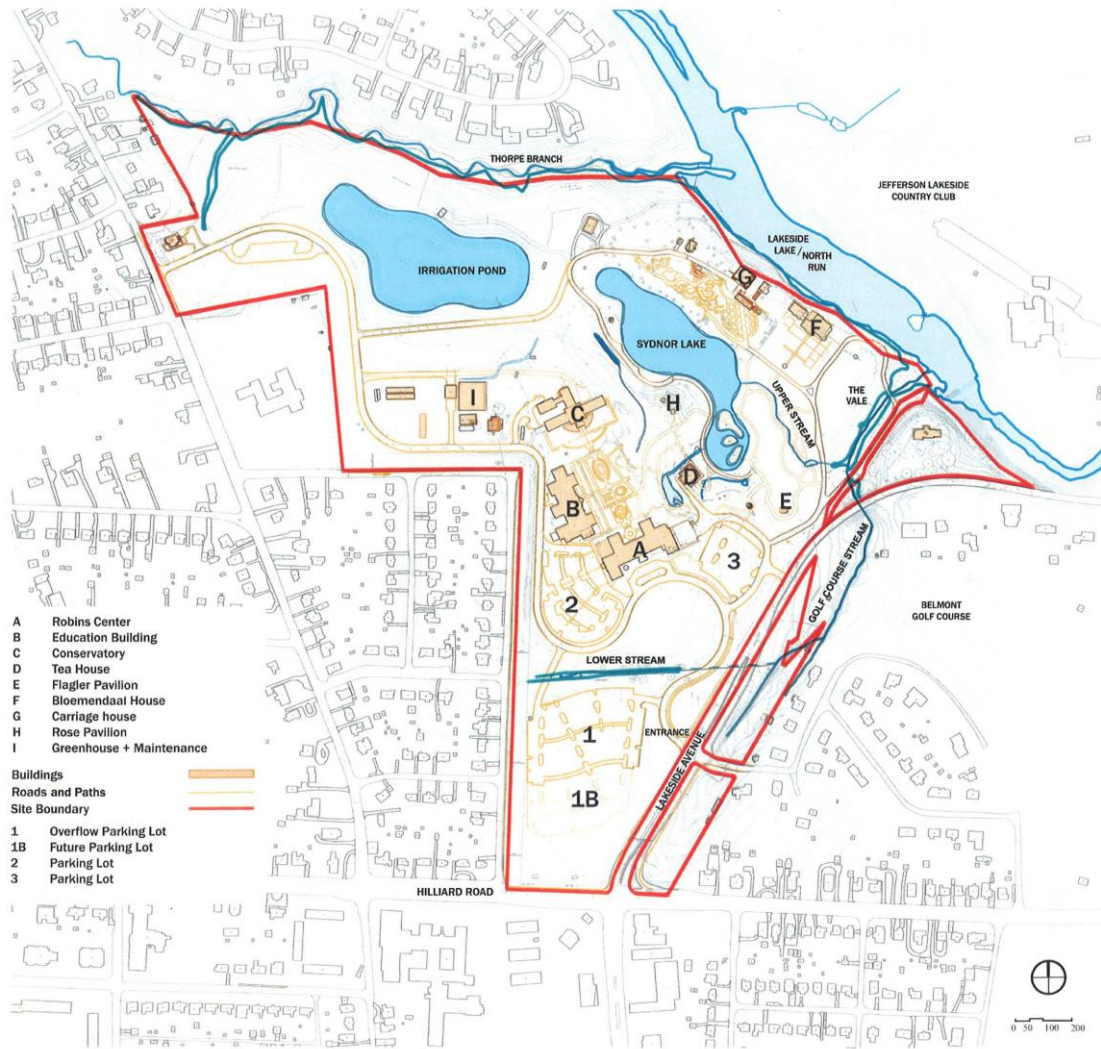 THORPE BRANCH
JEFFERSON LAKESIDE
COUNTRY CLUB
LAKESIDE
LAKE / NORTH
RUN
IRRIGATION POND
G
F
SYDNOR LAKE
UPPER STREAM
THE
VALE
I
C
H
D
E
B
A
3
2
GOLF COURSE STREAM
BELMONT
GOLF COURSE
LOWER STREAM
1
ENTRANCE
1B
LAKESIDE AVENUE
HILLIARD ROAD
A Robins Center
B Education Building
C Conservatory
D Tea House
E Flagler Pavilion
F Bloemendaal House
G Carriage house
H Rose Pavilion
I Greenhouse + Maintenance
Buildings
Roads and Paths
Site Boundary
1 Overflow Parking Lot
1B Future Parking Lot
2 Parking Lot
3 Parking Lot
0 50 100 200